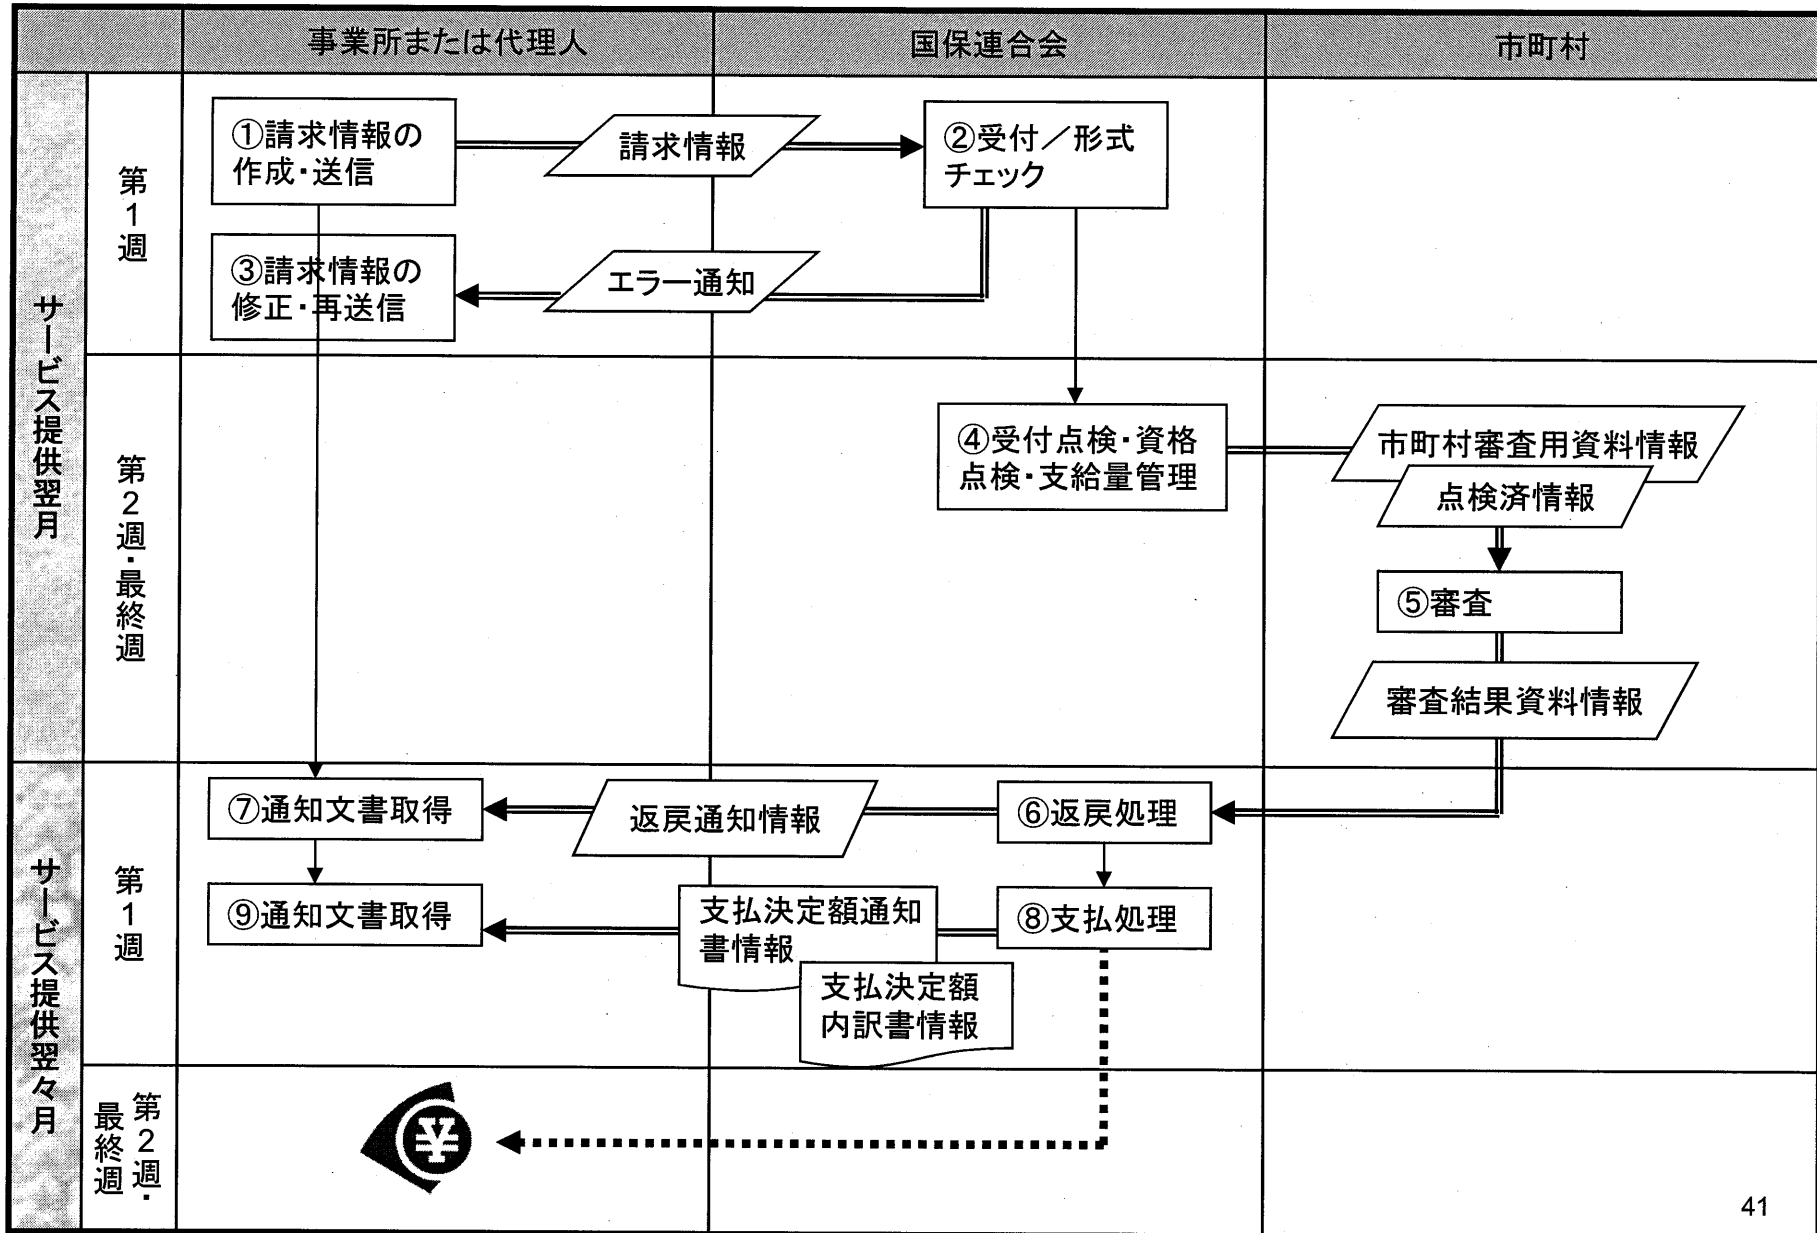 事業所または代理人
国保連合会
市町村
サービス提供翌月
第1週
①請求情報の
作成・送信
請求情報
②受付／形式
チェック
③請求情報の
修正・再送信
エラー通知
第2週・最終週
④受付点検・資格
点検・支給量管理
市町村審査用資料情報
点検済情報
⑤審査
審査結果資料情報
サービス提供翌々月
第1週
⑦通知文書取得
返戻通知情報
⑥返戻処理
⑨通知文書取得
支払決定額通知
書情報
⑧支払処理
支払決定額
内訳書情報
第2週・
最終週
¥
41